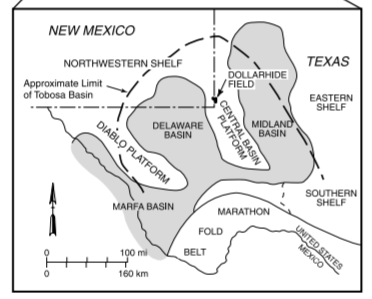 NEW MEXICO
NORTHWESTERN SHELF
TEXAS
Approximate Limit
of Tobosa Basin
DOLLARHIDE
FIELD
EASTERN
SHELF
DELAWARE
BASIN
CENTRAL BASIN
PLATFORM
MIDLAND
BASIN
DIABLO PLATFORM
SOUTHERN
SHELF
MARFA BASIN
MARATHON
FOLD
BELT
UNITED STATES
MEXICO
0 100 mi
0 160 km